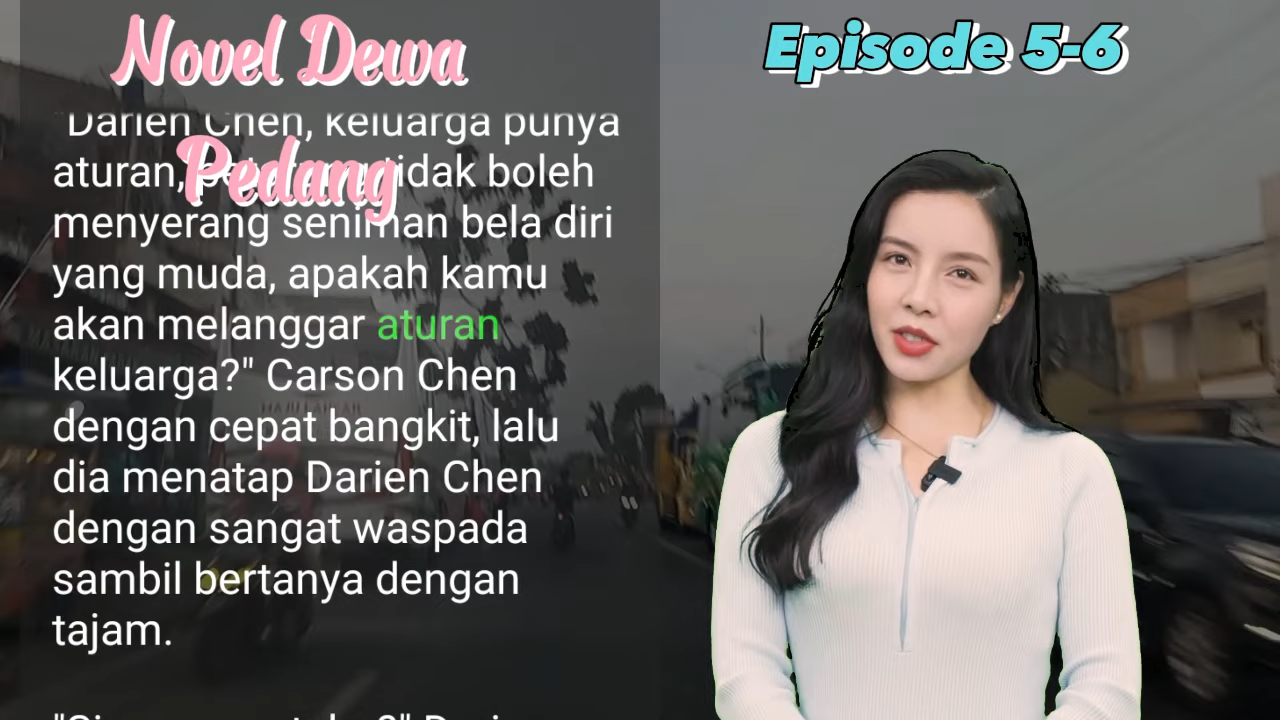 Novel Dewa
Pedang
Episode 5-6
"Darien Chen, keluarga punya
aturan, tidak boleh
menyerang seniman bela diri
yang muda, apakah kamu
akan melanggar aturan
keluarga?" Carson Chen
dengan cepat bangkit, lalu
dia menatap Darien Chen
dengan sangat waspada
sambil bertanya dengan
tajam.